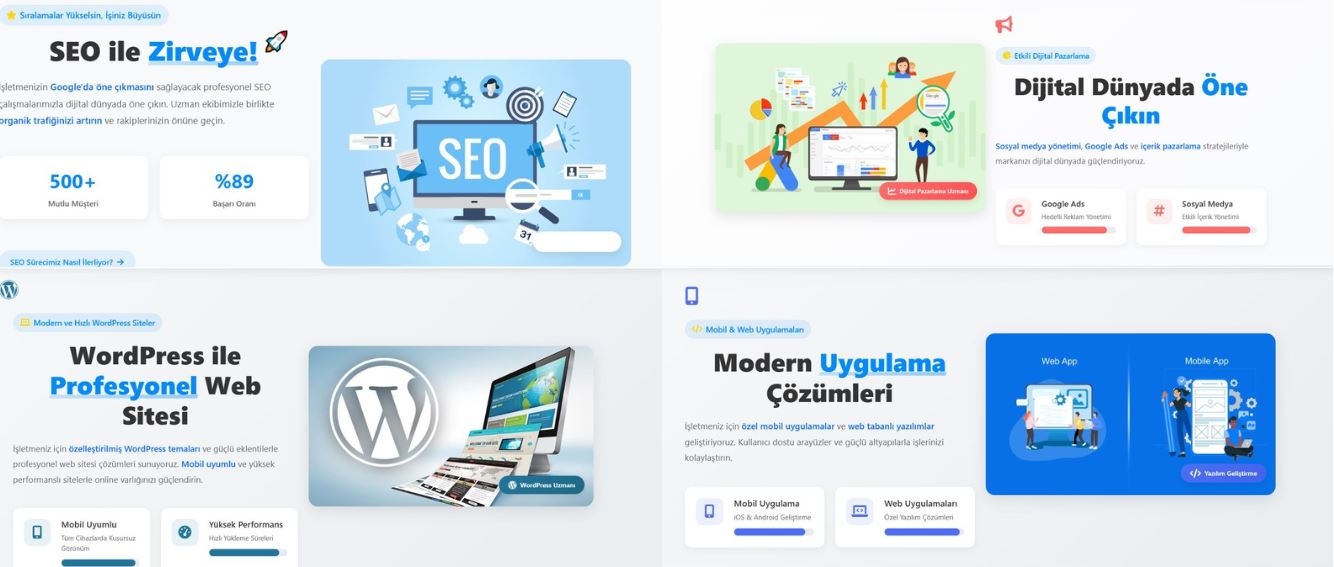 Sıralamalar Yükselsin, İşiniz Büyüsün
SEO ile Zirveye!
İşletmenizin Google'da öne çıkmasını sağlayacak profesyonel SEO
çalışmalarımızla dijital dünyada öne çıkın. Uzman ekibimizle birlikte
organik trafiğinizi artırın ve rakiplerinizin önüne geçin.
500+
Mutlu Müşteri
%89
Başarı Oranı
SEO Sürecimiz Nasıl İlerliyor?
SEO
31
Etkili Dijital Pazarlama
Dijital Dünyada Öne
Çıkın
Sosyal medya yönetimi, Google Ads ve içerik pazarlama stratejileriyle
markanızı dijital dünyada güçlendiriyoruz.
Google Ads
Hedefli Reklam Yönetimi
Sosyal Medya
Etkili İçerik Yönetimi
Google
Dijital Pazarlama Uzmanı
Modern ve Hızlı WordPress Siteler
WordPress ile
Profesyonel Web
Sitesi
İşletmeniz için özelleştirilmiş WordPress temaları ve güçlü eklentilerle
profesyonel web sitesi çözümleri sunuyoruz. Mobil uyumlu ve yüksek
performanslı sitelerle online varlığınızı güçlendirin.
Mobil Uyumlu
Tüm Cihazlarda Kusursuz
Görünüm
Yüksek Performans
Hızlı Yükleme Süreleri
WordPress Uzmanı
Mobil & Web Uygulamaları
Modern Uygulama
Çözümleri
İşletmeniz için özel mobil uygulamalar ve web tabanlı yazılımlar
geliştiriyoruz. Kullanıcı dostu arayüzler ve güçlü altyapılarla işlerinizi
kolaylaştırın.
Mobil Uygulama
iOS & Android Geliştirme
Web Uygulamaları
Özel Yazılım Çözümleri
Web App
Mobile App
Yazılım Geliştirme